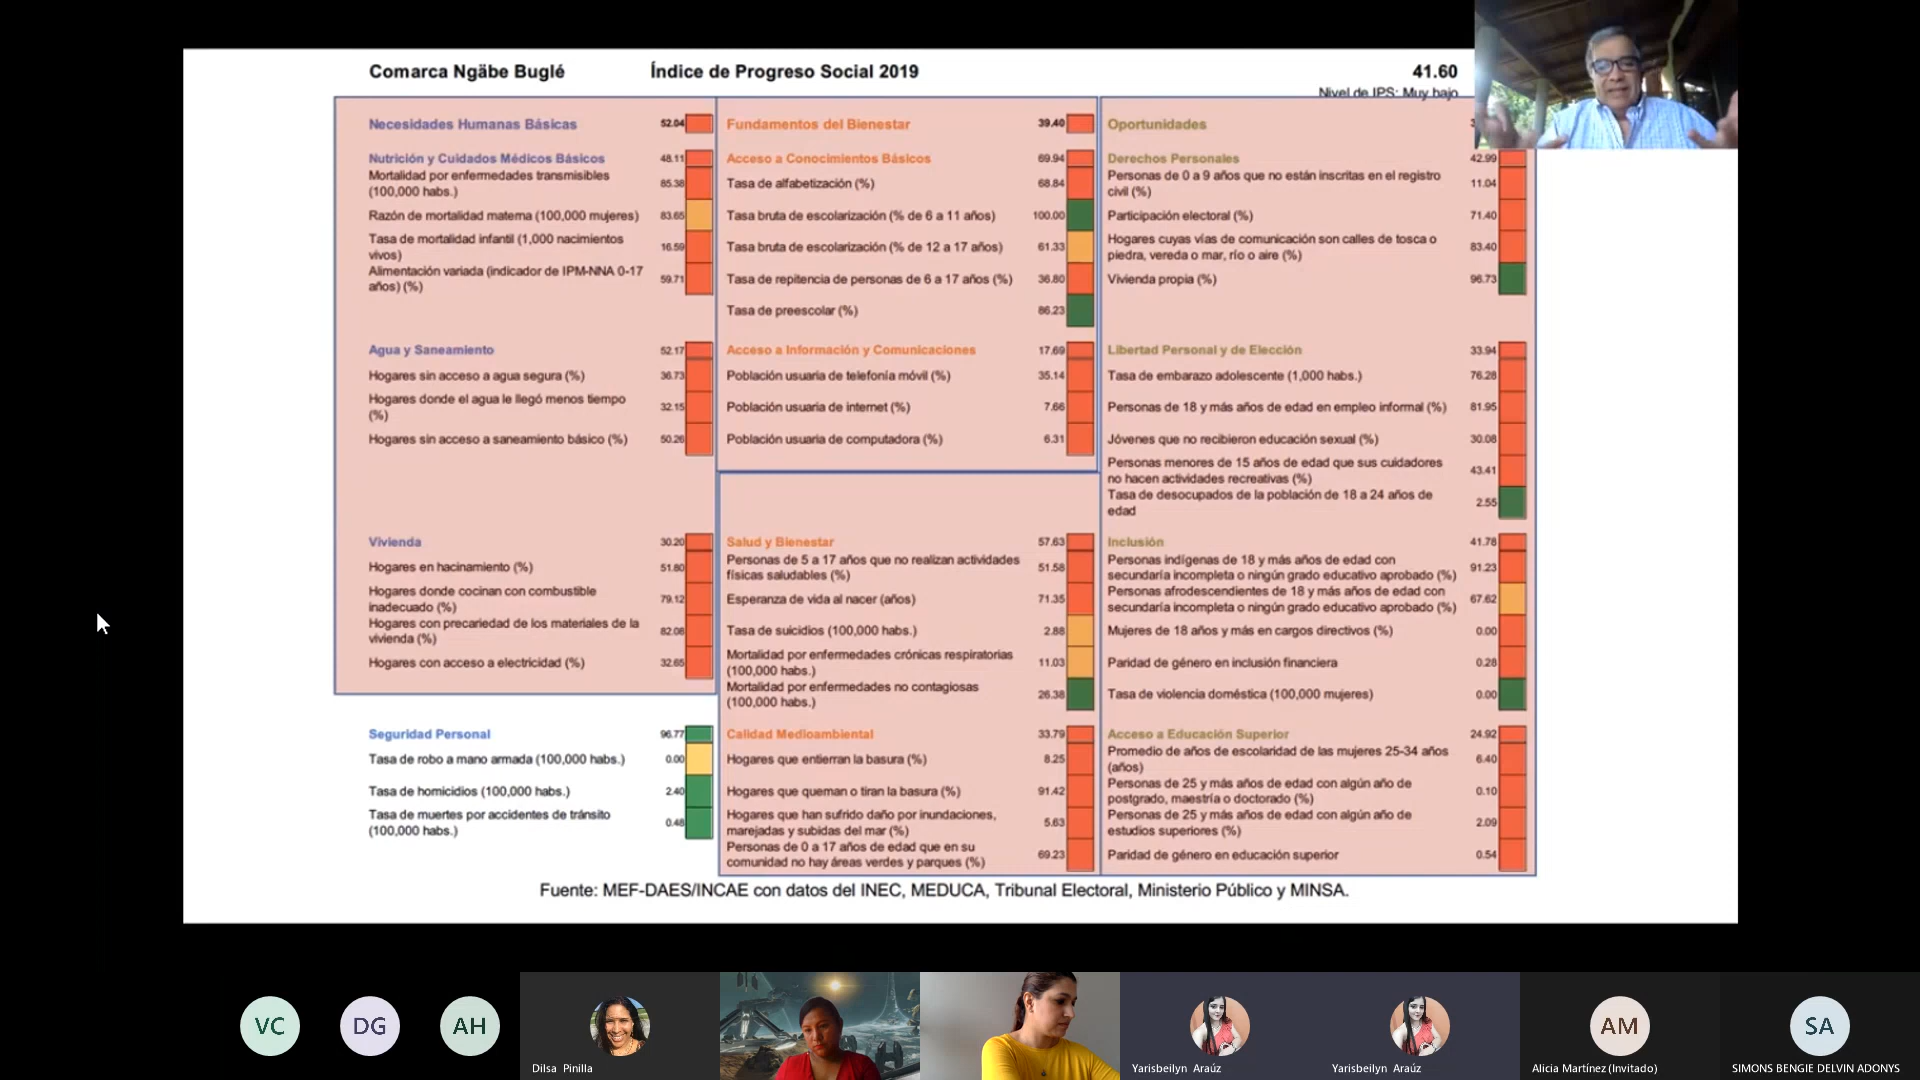 Comarca Ngäbe Buglé
Índice de Progreso Social 2019
41.60
Nivel de IPS: Muy bajo
Necesidades Humanas Básicas 52.04
Nutrición y Cuidados Médicos Básicos 48.11
Mortalidad por enfermedades transmisibles
(100,000 habs.) 85.38
Razón de mortalidad materna (100,000 mujeres) 83.65
Tasa de mortalidad infantil (1,000 nacimientos
vivos) 16.59
Alimentación variada (indicador de IPM-NNA 0-17
años) (%) 59.71
Agua y Saneamiento 52.17
Hogares sin acceso a agua segura (%) 36.73
Hogares donde el agua le llegó menos tiempo
(%) 32.15
Hogares sin acceso a saneamiento básico (%) 50.26
Vivienda 30.20
Hogares en hacinamiento (%) 51.80
Hogares donde cocinan con combustible
inadecuado (%) 79.12
Hogares con precariedad de los materiales de la
vivienda (%) 82.08
Hogares con acceso a electricidad (%) 32.65
Seguridad Personal 96.77
Tasa de robo a mano armada (100,000 habs.) 0.00
Tasa de homicidios (100,000 habs.) 2.40
Tasa de muertes por accidentes de tránsito
(100,000 habs.) 0.48
Fundamentos del Bienestar 39.40
Acceso a Conocimientos Básicos 69.94
Tasa de alfabetización (%) 68.84
Tasa bruta de escolarización (% de 6 a 11 años) 100.00
Tasa bruta de escolarización (% de 12 a 17 años) 61.33
Tasa de repitencia de personas de 6 a 17 años (%) 36.80
Tasa de preescolar (%) 86.23
Acceso a Información y Comunicaciones 17.69
Población usuaria de telefonía móvil (%) 35.14
Población usuaria de internet (%) 7.66
Población usuaria de computadora (%) 6.31
Salud y Bienestar 57.63
Personas de 5 a 17 años que no realizan actividades
físicas saludables (%) 51.58
Esperanza de vida al nacer (años) 71.35
Tasa de suicidios (100,000 habs.) 2.88
Mortalidad por enfermedades crónicas respiratorias
(100,000 habs.) 11.03
Mortalidad por enfermedades no contagiosas
(100,000 habs.) 26.38
Calidad Medioambiental 33.79
Hogares que entierran la basura (%) 8.25
Hogares que queman o tiran la basura (%) 91.42
Hogares que han sufrido daño por inundaciones,
marejadas y subidas del mar (%) 5.63
Personas de 0 a 17 años de edad que en su
comunidad no hay áreas verdes y parques (%) 69.23
Oportunidades
Derechos Personales 42.99
Personas de 0 a 9 años que no están inscritas en el registro
civil (%) 11.04
Participación electoral (%) 71.40
Hogares cuyas vías de comunicación son calles de tosca o
piedra, vereda o mar, río o aire (%) 83.40
Vivienda propia (%) 96.73
Libertad Personal y de Elección 33.94
Tasa de embarazo adolescente (1,000 habs.) 76.28
Personas de 18 y más años de edad en empleo informal (%) 81.95
Jóvenes que no recibieron educación sexual (%) 30.08
Personas menores de 15 años de edad que sus cuidadores
no hacen actividades recreativas (%) 43.41
Tasa de desocupados de la población de 18 a 24 años de
edad 2.55
Inclusión 41.78
Personas indígenas de 18 y más años de edad con
secundaría incompleta o ningún grado educativo aprobado (%) 91.23
Personas afrodescendientes de 18 y más años de edad con
secundaría incompleta o ningún grado educativo aprobado (%) 67.62
Mujeres de 18 años y más en cargos directivos (%) 0.00
Paridad de género en inclusión financiera 0.28
Tasa de violencia doméstica (100,000 mujeres) 0.00
Acceso a Educación Superior 24.92
Promedio de años de escolaridad de las mujeres 25-34 años
(años) 6.40
Personas de 25 y más años de edad con algún año de
postgrado, maestría o doctorado (%) 0.10
Personas de 25 y más años de edad con algún año de
estudios superiores (%) 2.09
Paridad de género en educación superior 0.54
Fuente: MEF-DAES/INCAE con datos del INEC, MEDUCA, Tribunal Electoral, Ministerio Público y MINSA.
VC
DG
AH
Dilsa Pinilla
Yarisbeilyn Araúz
Yarisbeilyn Araúz
AM
Alicia Martínez (Invitado)
SA
SIMONS BENGIE DELVIN ADONYS